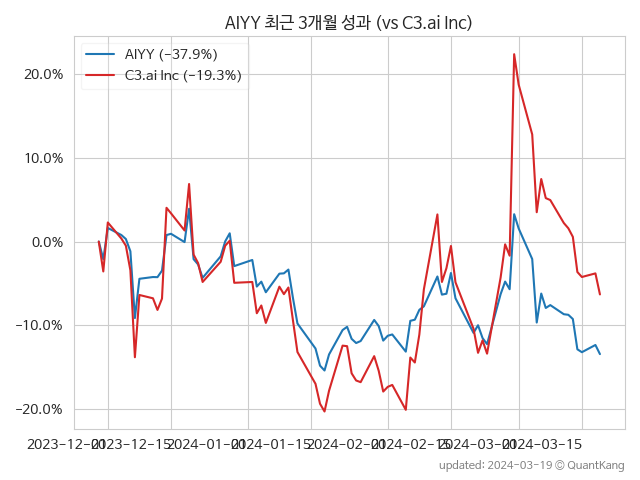 AIYY 최근 3개월 성과 (vs C3.ai Inc)
AIYY (−37.9%)
C3.ai Inc (−19.3%)
20.0%
10.0%
0.0%
−10.0%
−20.0%
2023-12-01 2023-12-15 2024-01-01 2024-01-15 2024-02-01 2024-02-15 2024-03-01 2024-03-15
updated: 2024-03-19 © QuantKang